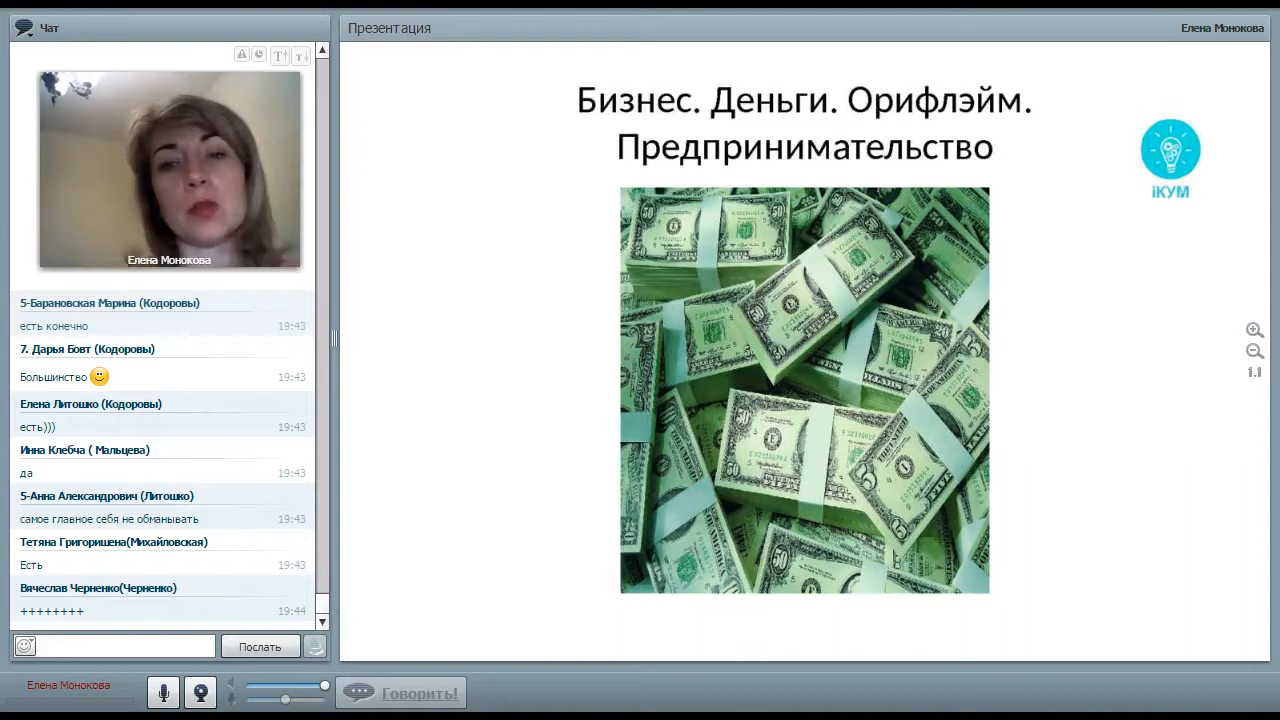 Чат
Елена Монокова
5-Барановская Марина (Кодоровы)
есть конечно 19:43
7. Дарья Бовт (Кодоровы)
Большинство 19:43
Елена Литошко (Кодоровы)
есть))) 19:43
Инна Клебча ( Мальцева)
да 19:43
5-Анна Александрович (Литошко)
самое главное себя не обманывать 19:43
Тетяна Григоришена(Михайловская)
Есть 19:43
Вячеслав Черненко(Черненко)
++++++++ 19:44
Послать
Елена Монокова
Говорить!
Презентация
Елена Монокова
Бизнес. Деньги. Орифлэйм.
Предпринимательство
iКУМ
1.1